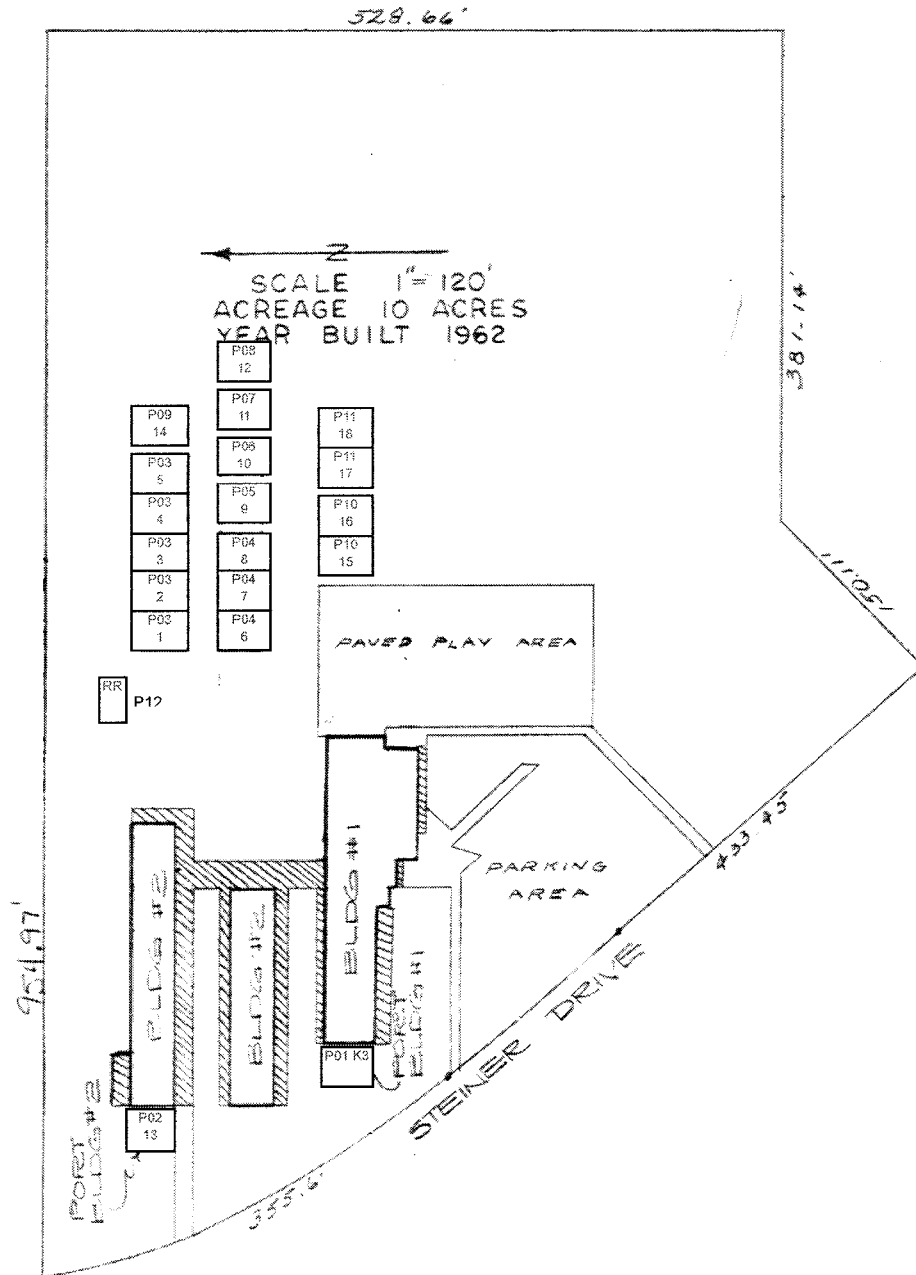 528.66'
N
SCALE 1"=120'
ACREAGE 10 ACRES
YEAR BUILT 1962
381.14'
P08
12
P09
14
P07
11
P11
18
P03
5
P06
10
P11
17
P03
4
P05
9
P10
16
P03
3
P04
8
P10
15
P03
2
P04
7
P03
1
P04
6
150.111
PAVED PLAY AREA
RR
P12
433.45'
PARKING
AREA
BLDG #2
BLDG #2
BLDG #1
954.97'
PORT
BLDG #1
P01 K3
STEINER DRIVE
P02
13
PORT
BLDG #2
355.6'